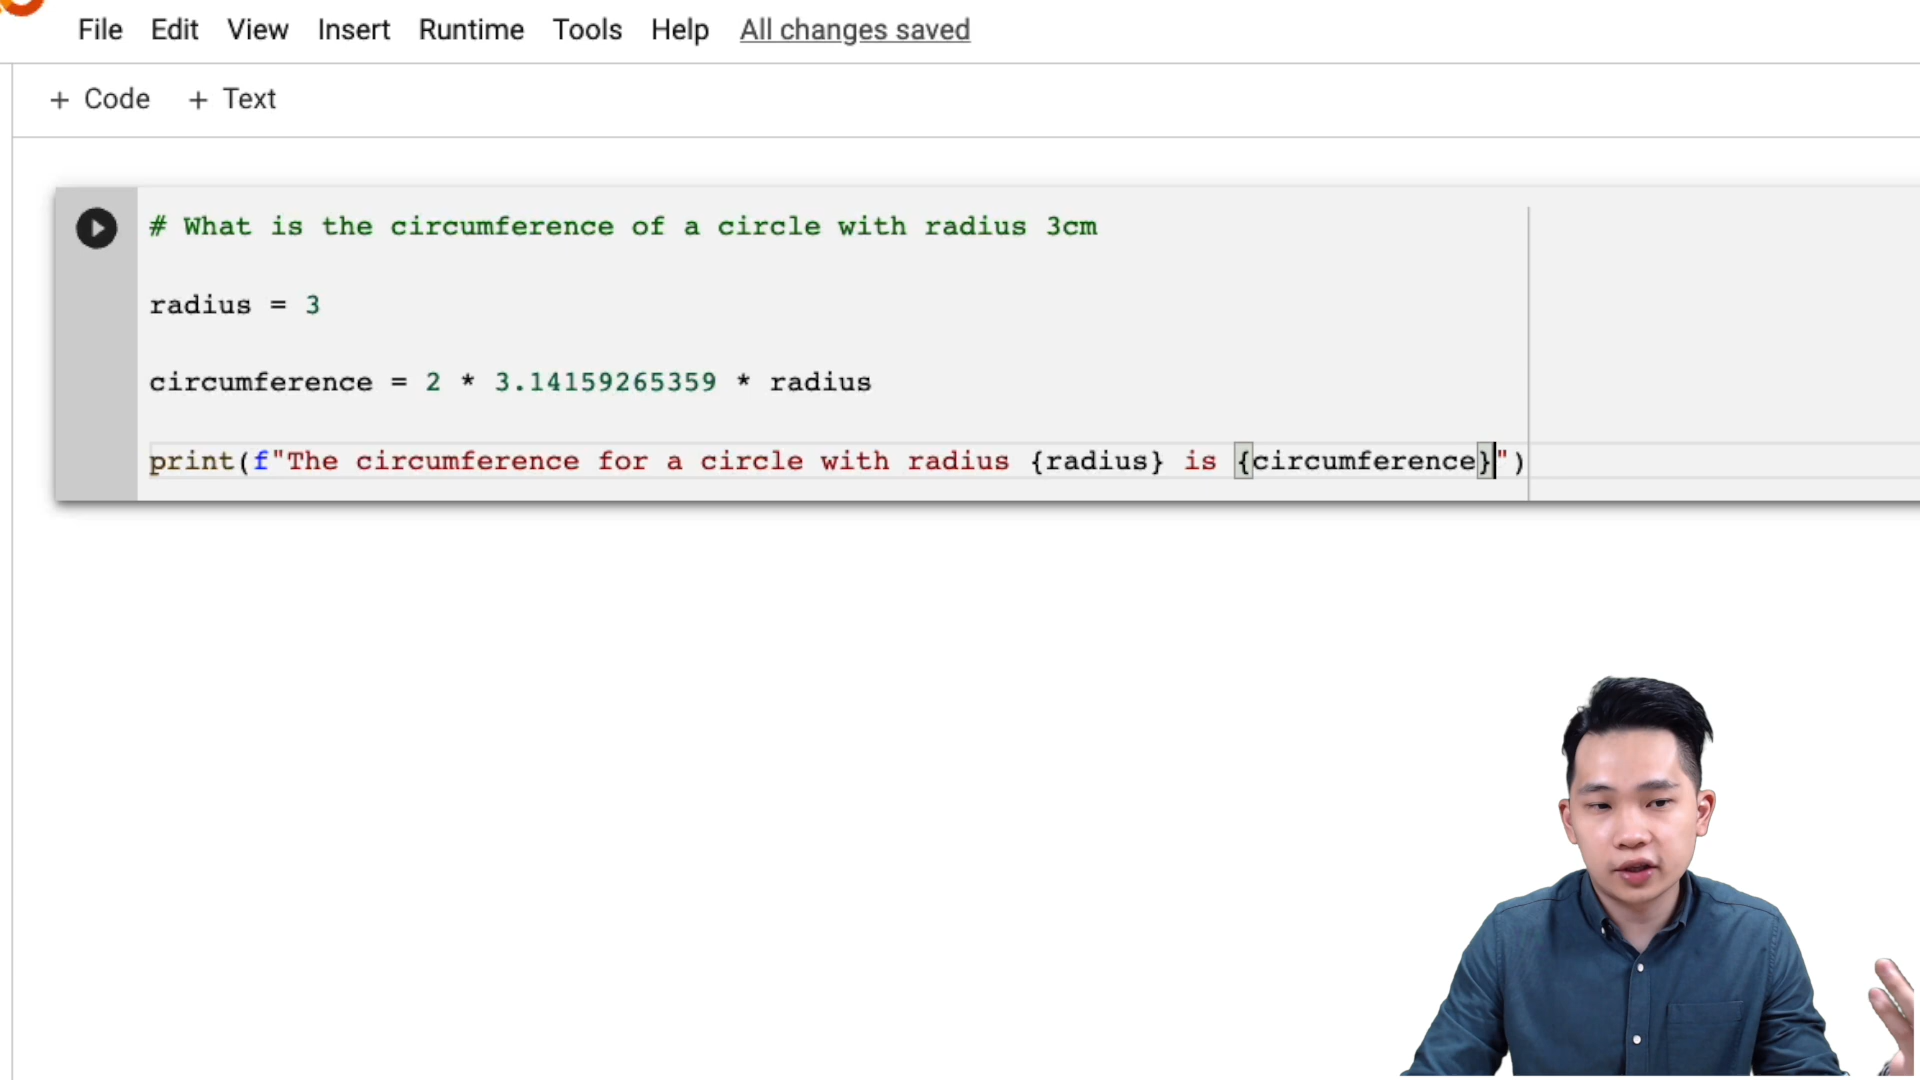 File Edit View Insert Runtime Tools Help All changes saved
+ Code + Text
# What is the circumference of a circle with radius 3cm
radius = 3
circumference = 2 * 3.14159265359 * radius
print(f"The circumference for a circle with radius {radius} is {circumference}")